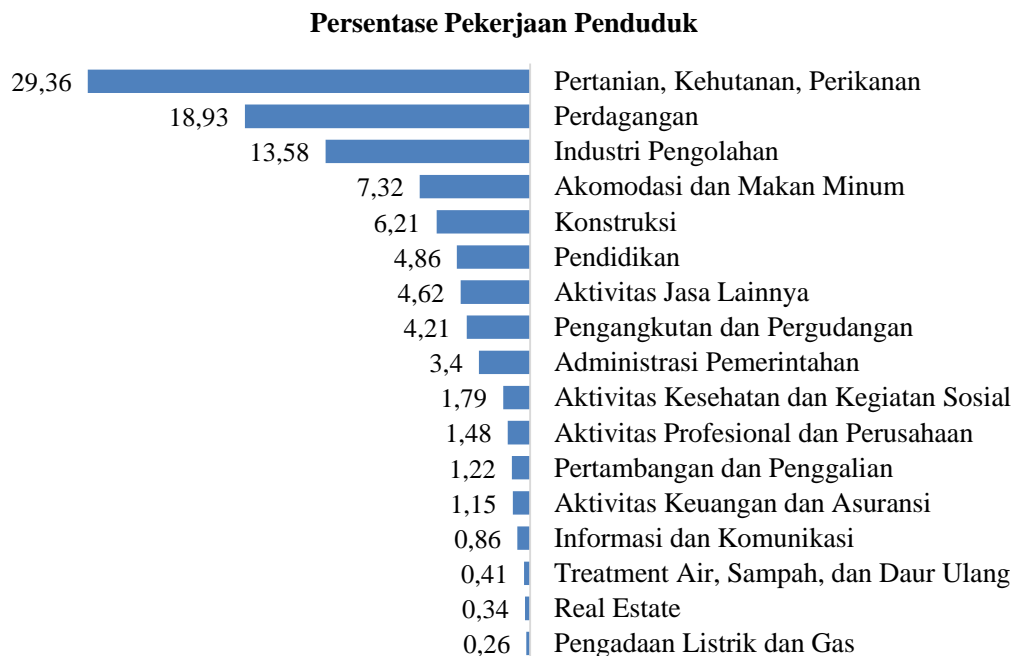 Persentase Pekerjaan Penduduk
29,36 Pertanian, Kehutanan, Perikanan
18,93 Perdagangan
13,58 Industri Pengolahan
7,32 Akomodasi dan Makan Minum
6,21 Konstruksi
4,86 Pendidikan
4,62 Aktivitas Jasa Lainnya
4,21 Pengangkutan dan Pergudangan
3,4 Administrasi Pemerintahan
1,79 Aktivitas Kesehatan dan Kegiatan Sosial
1,48 Aktivitas Profesional dan Perusahaan
1,22 Pertambangan dan Penggalian
1,15 Aktivitas Keuangan dan Asuransi
0,86 Informasi dan Komunikasi
0,41 Treatment Air, Sampah, dan Daur Ulang
0,34 Real Estate
0,26 Pengadaan Listrik dan Gas